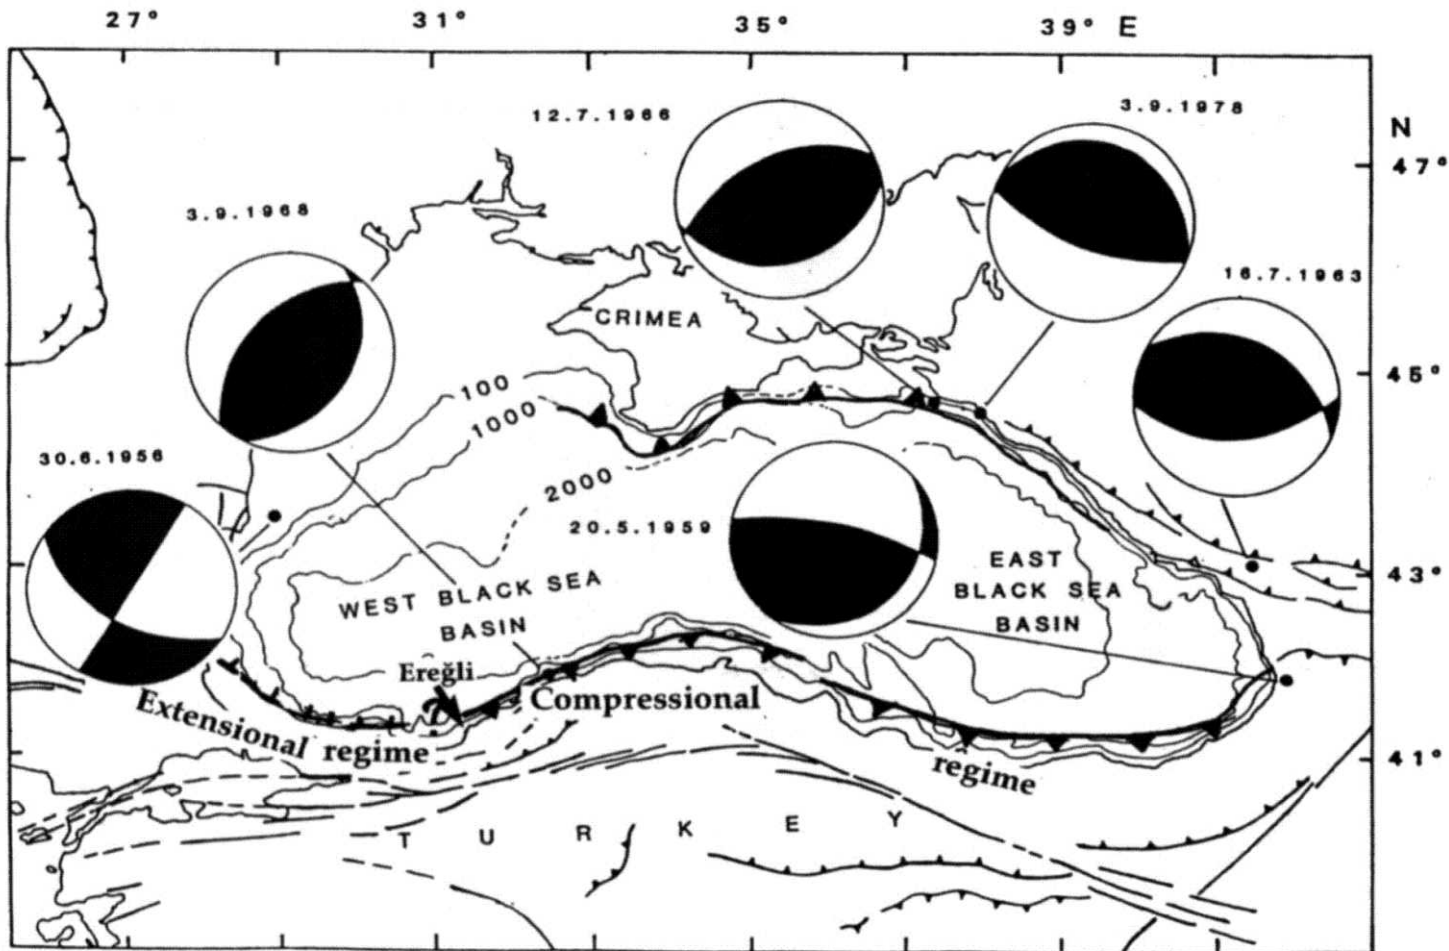 27° 31° 35° 39° E
12.7.1966
3.9.1978
N
47°
3.9.1968
16.7.1963
CRIMEA
45°
100
1000
30.6.1956
2000
20.5.1959
EAST
BLACK SEA
BASIN
43°
WEST BLACK SEA
BASIN
Ereğli
?
Compressional
Extensional regime
regime
41°
T U R K E Y